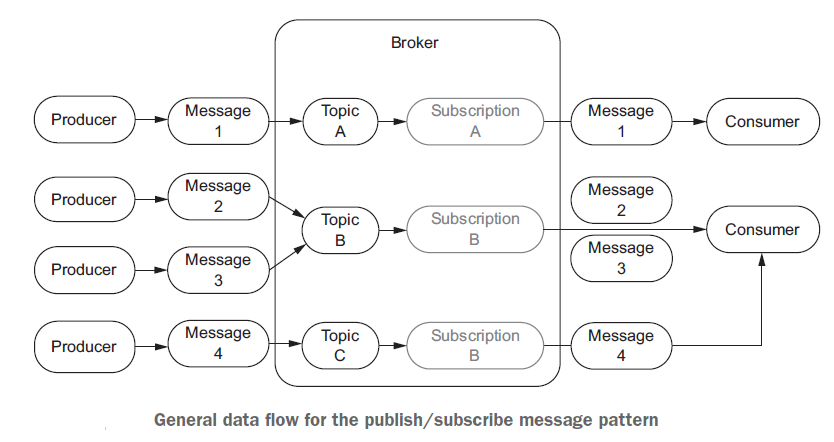 Broker
Producer
Message
1
Topic
A
Subscription
A
Message
1
Consumer
Producer
Message
2
Producer
Message
3
Topic
B
Subscription
B
Message
2
Message
3
Consumer
Producer
Message
4
Topic
C
Subscription
B
Message
4
General data flow for the publish/subscribe message pattern